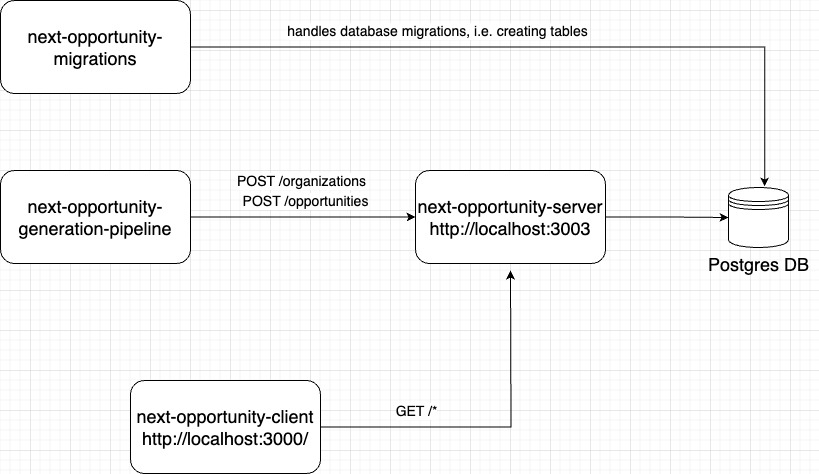 next-opportunity-
migrations
handles database migrations, i.e. creating tables
next-opportunity-
generation-pipeline
POST /organizations
POST /opportunities
next-opportunity-server
http://localhost:3003
Postgres DB
next-opportunity-client
http://localhost:3000/
GET /*